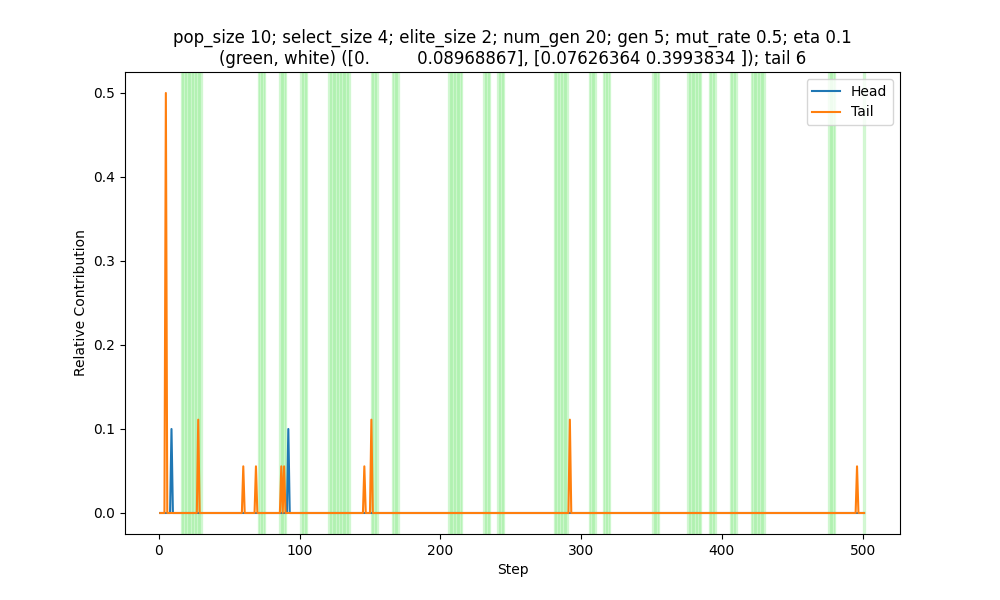 pop_size 10; select_size 4; elite_size 2; num_gen 20; gen 5; mut_rate 0.5; eta 0.1
(green, white) ([0.         0.08968867], [0.07626364 0.3993834 ]); tail 6
Head
Tail
Relative Contribution
0.5
0.4
0.3
0.2
0.1
0.0
0
100
200
300
400
500
Step